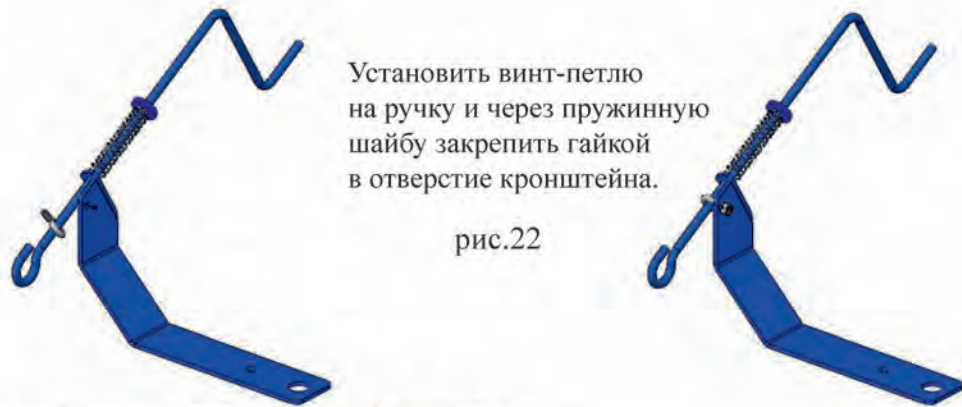 Установить винт-петлю
на ручку и через пружинную
шайбу закрепить гайкой
в отверстие кронштейна.
рис.22